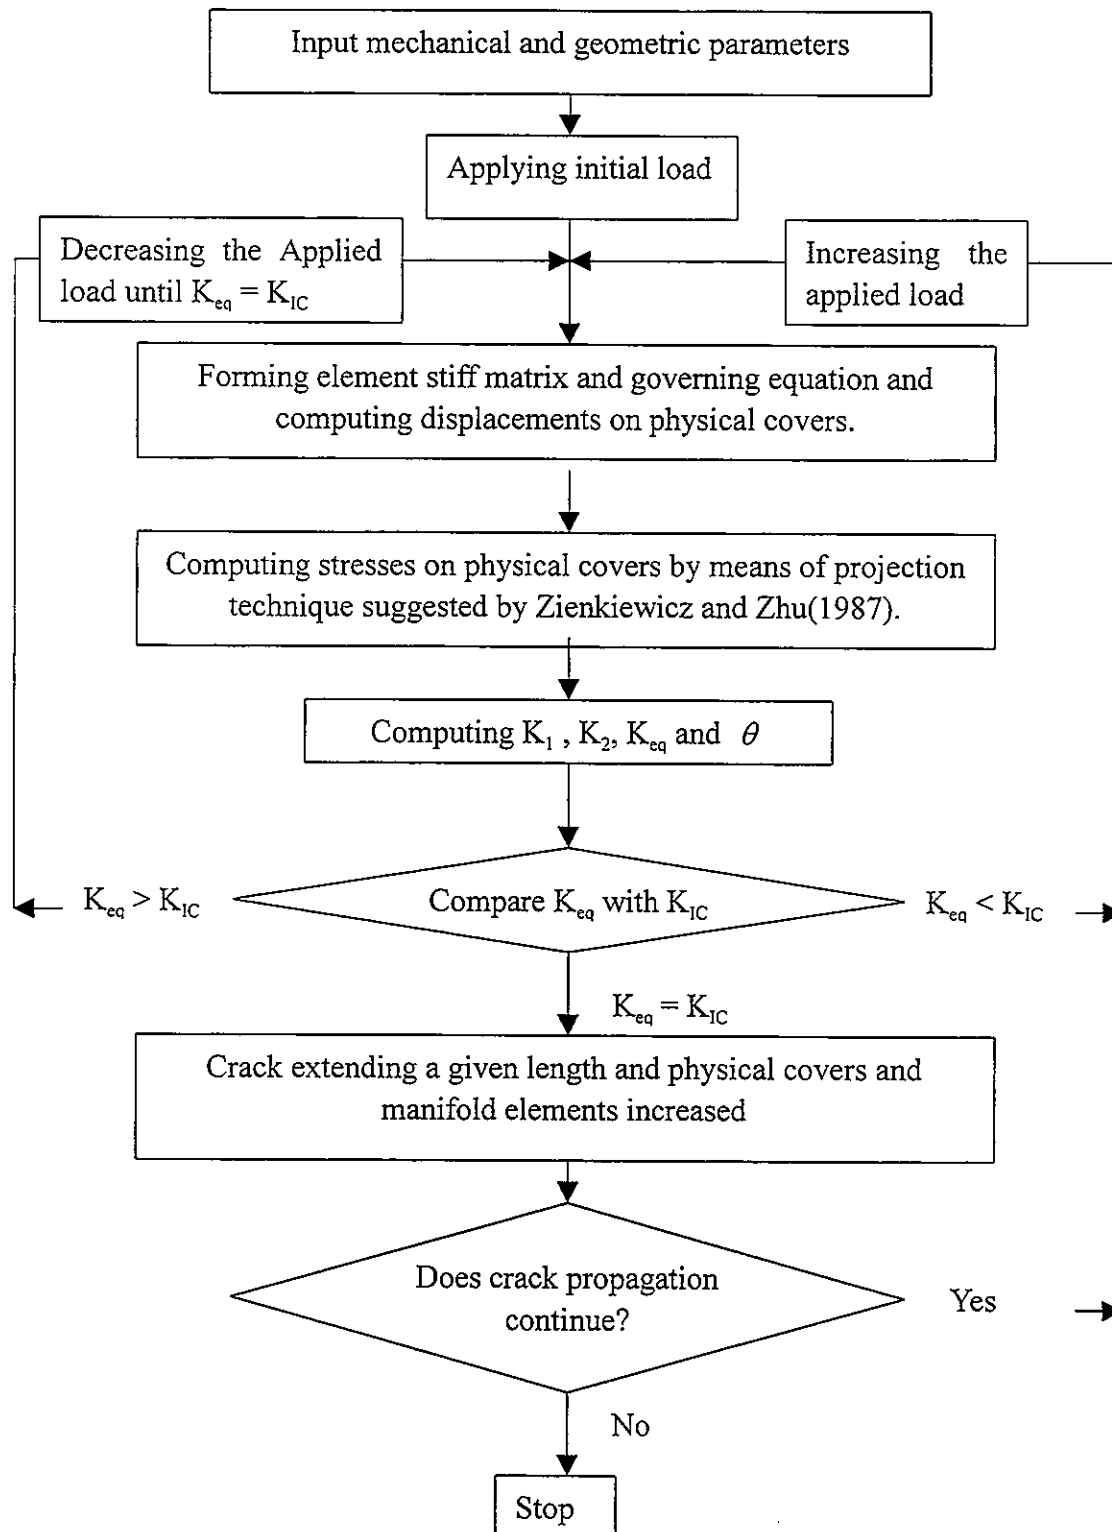 Input mechanical and geometric parameters
Applying initial load
Decreasing the Applied
load until K_eq = K_IC
Increasing the
applied load
Forming element stiff matrix and governing equation and
computing displacements on physical covers.
Computing stresses on physical covers by means of projection
technique suggested by Zienkiewicz and Zhu(1987).
Computing K_1 , K_2, K_eq and θ
K_eq > K_IC
Compare K_eq with K_IC
K_eq < K_IC
K_eq = K_IC
Crack extending a given length and physical covers and
manifold elements increased
Does crack propagation
continue?
Yes
No
Stop